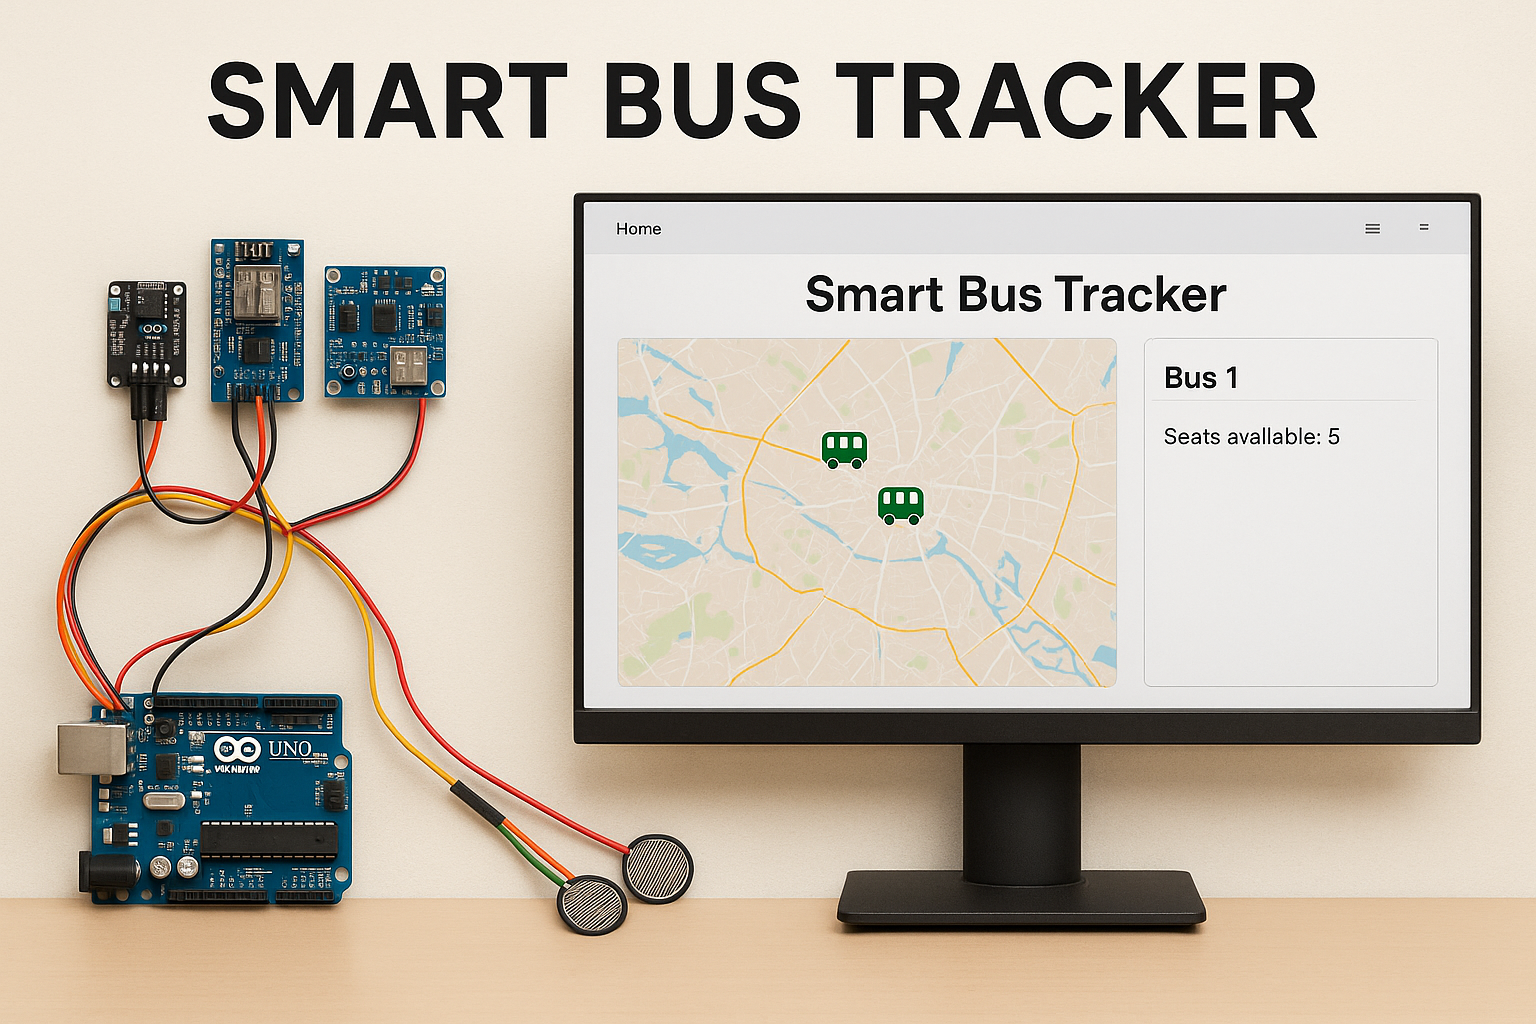 SMART BUS TRACKER
Home
Smart Bus Tracker
Bus 1
Seats avallable: 5
UNO